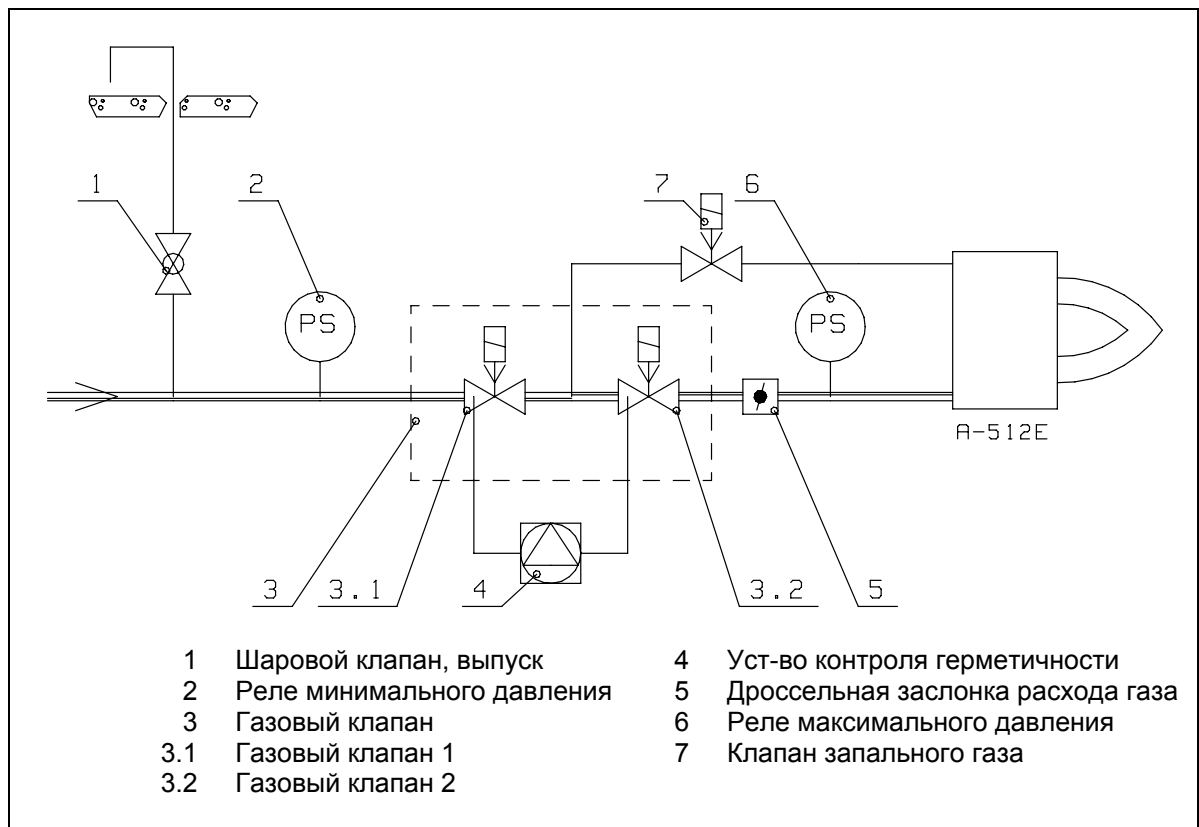 1 2 7 6
PS PS
A-512E
3 3.1 4 3.2 5
1 Шаровой клапан, выпуск
2 Реле минимального давления
3 Газовый клапан
3.1 Газовый клапан 1
3.2 Газовый клапан 2
4 Уст-во контроля герметичности
5 Дроссельная заслонка расхода газа
6 Реле максимального давления
7 Клапан запального газа